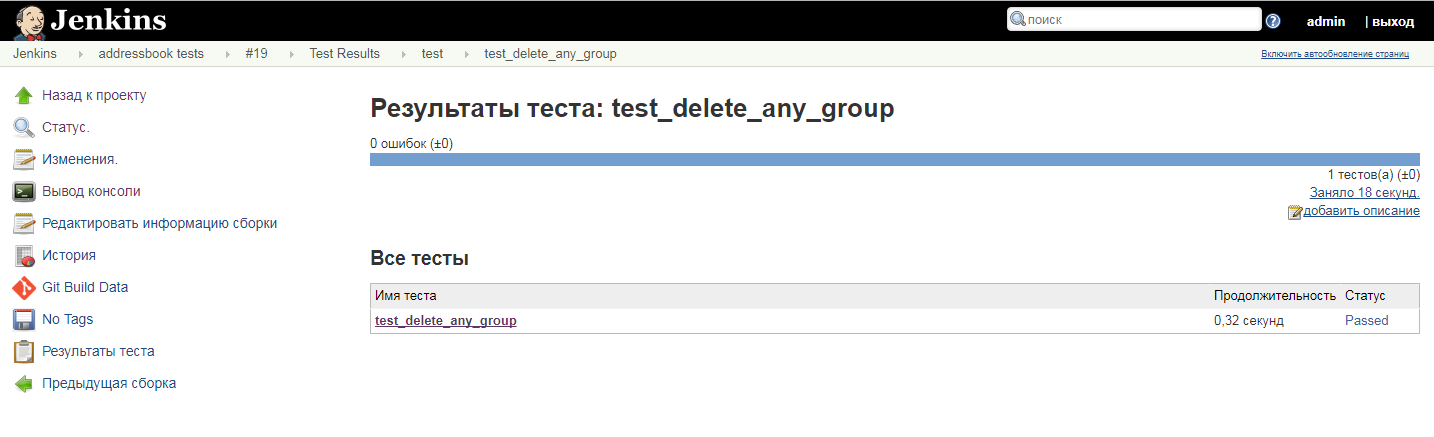 Jenkins
поиск
admin
| выход
Jenkins
addressbook tests
#19
Test Results
test
test_delete_any_group
Включить автообновление страниц
Назад к проекту
Статус.
Изменения.
Вывод консоли
Редактировать информацию сборки
История
Git Build Data
No Tags
Результаты теста
Предыдущая сборка
Результаты теста: test_delete_any_group
0 ошибок (±0)
1 тестов(а) (±0)
Заняло 18 секунд.
добавить описание
Все тесты
Имя теста Продолжительность Статус
test_delete_any_group 0,32 секунд Passed